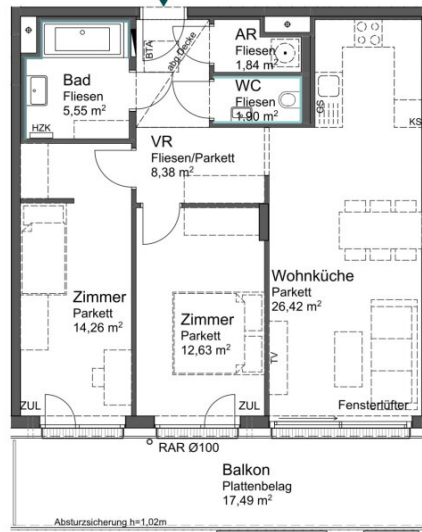 AR
Fliesen
1,84 m²
BTA
abg Decke
Bad
Fliesen
5,55 m²
HZK
WC
Fliesen
1,90 m²
GS
KS
VR
Fliesen/Parkett
8,38 m²
Wohnküche
Parkett
26,42 m²
Zimmer
Parkett
14,26 m²
Zimmer
Parkett
12,63 m²
TV
ZUL
ZUL
Fensterlüfter
RAR Ø100
Balkon
Plattenbelag
17,49 m²
Absturzsicherung h=1,02m